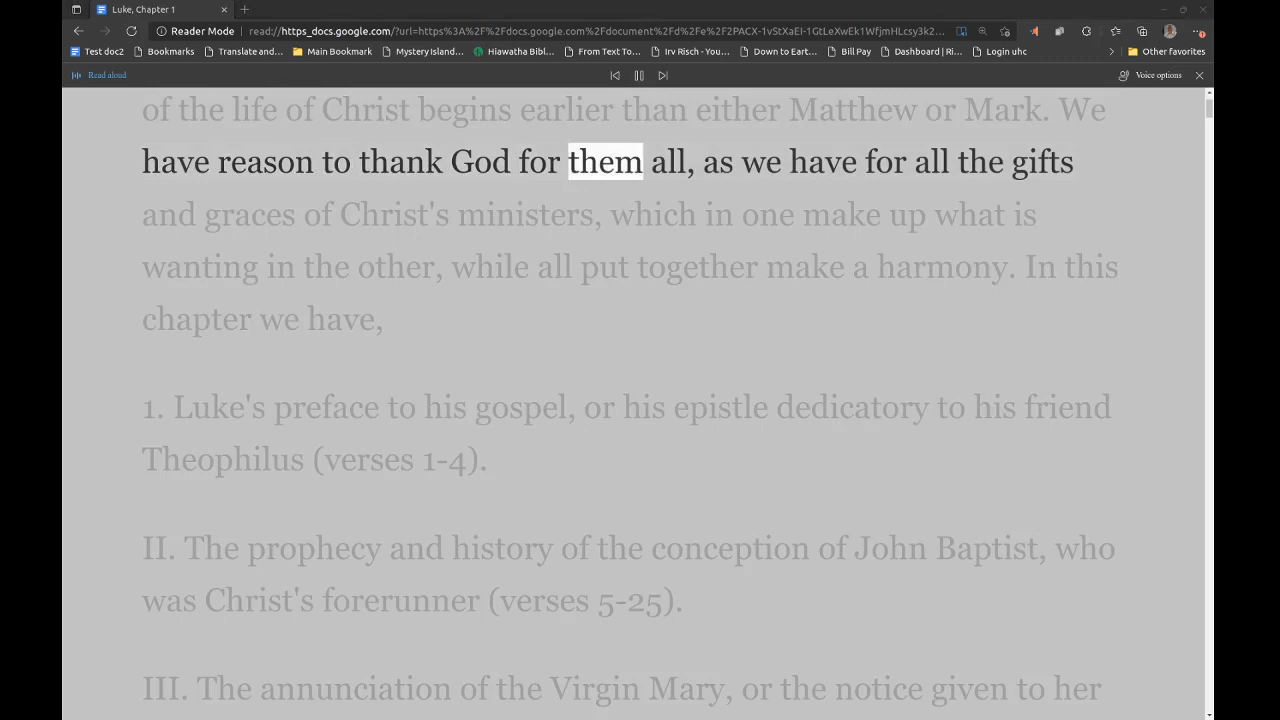 Luke, Chapter 1
Reader Mode
read://https_docs.google.com/?url=https%3A%2F%2Fdocs.google.com%2Fdocument%2Fd%2Fe%2F2PACX-1vStXaEI-1GtLeXwEk1WfjmHLcsy3k2...
Test doc2 Bookmarks Translate and... Main Bookmark Mystery Island... Hiawatha Bibl... From Text To... Irv Risch - You... Down to Eart... Bill Pay Dashboard | Ri... Login uhc Other favorites
Read aloud Voice options
of the life of Christ begins earlier than either Matthew or Mark. We
have reason to thank God for them all, as we have for all the gifts
and graces of Christ's ministers, which in one make up what is
wanting in the other, while all put together make a harmony. In this
chapter we have,
1. Luke's preface to his gospel, or his epistle dedicatory to his friend
Theophilus (verses 1-4).
II. The prophecy and history of the conception of John Baptist, who
was Christ's forerunner (verses 5-25).
III. The annunciation of the Virgin Mary, or the notice given to her